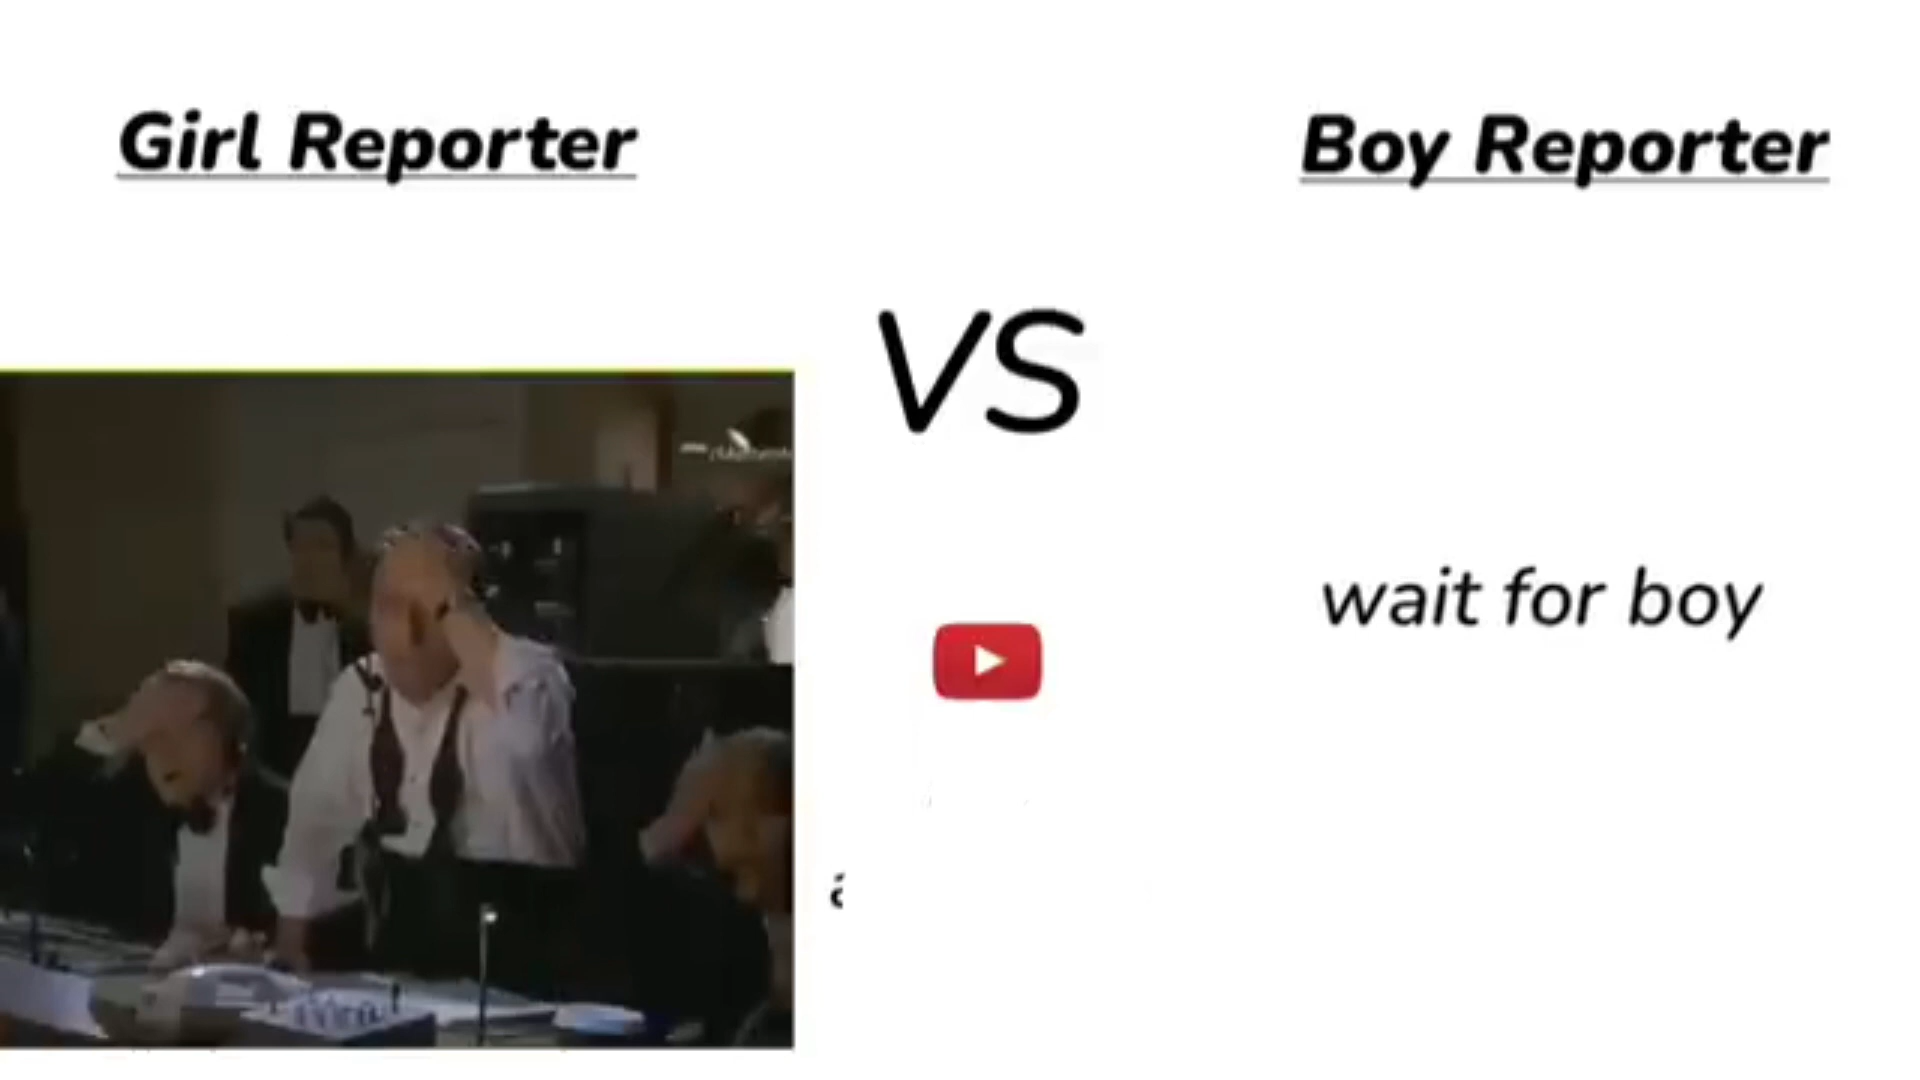 Girl Reporter
Boy Reporter
VS
wait for boy
a